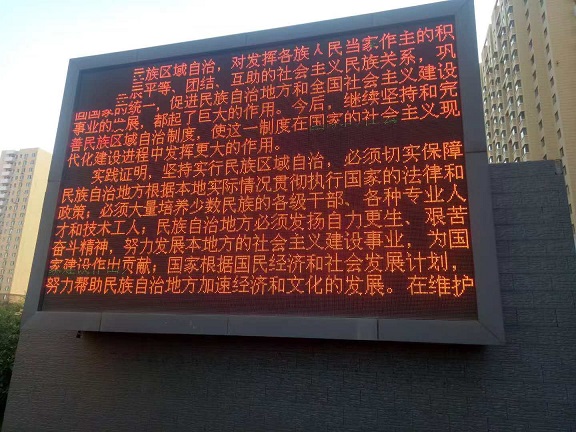 民族区域自治，对发挥各族人民当家作主的积
平等、团结、互助的社会主义民族关系，巩
国家的统一，促进民族自治地方和全国社会主义建设
事业的发展，都起了巨大的作用。今后，继续坚持和完
善民族区域自治制度，使这一制度在国家的社会主义现
代化建设进程中发挥更大的作用。
实践证明，坚持实行民族区域自治，必须切实保障
民族自治地方根据本地实际情况贯彻执行国家的法律和
政策；必须大量培养少数民族的各级干部、各种专业人
才和技术工人；民族自治地方必须发扬自力更生、艰苦
奋斗精神，努力发展本地方的社会主义建设事业，为国
家建设作出贡献；国家根据国民经济和社会发展计划，
努力帮助民族自治地方加速经济和文化的发展。在维护